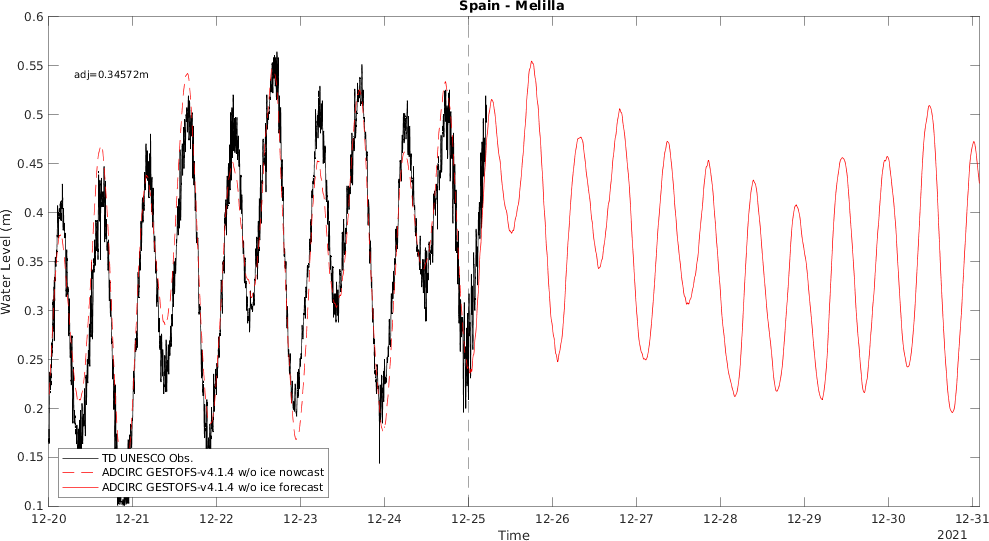 Spain - Melilla
0.6
0.55
0.5
0.45
0.4
0.35
0.3
0.25
0.2
0.15
0.1
Water Level (m)
adj=0.34572m
TD UNESCO Obs.
ADCIRC GESTOFS-v4.1.4 w/o ice nowcast
ADCIRC GESTOFS-v4.1.4 w/o ice forecast
12-20 12-21 12-22 12-23 12-24 12-25 12-26 12-27 12-28 12-29 12-30 12-31
Time
2021